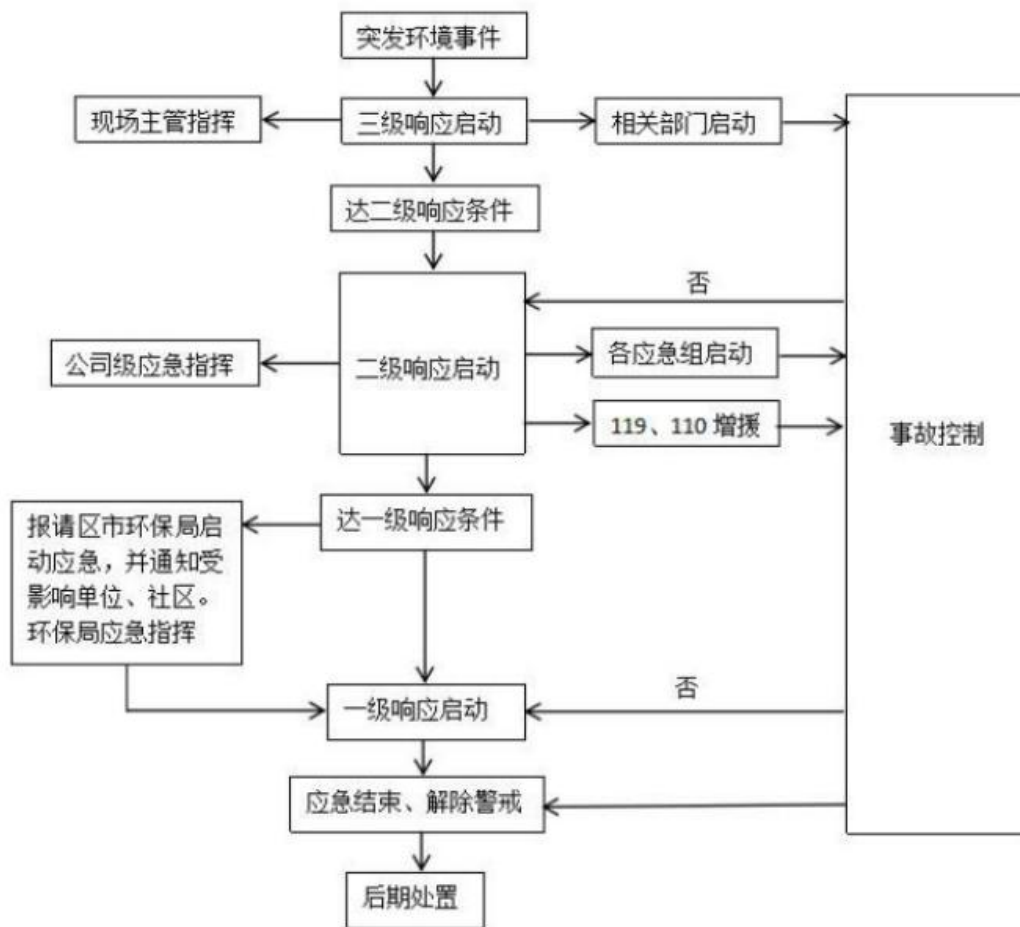 突发环境事件
现场主管指挥
三级响应启动
相关部门启动
达二级响应条件
否
公司级应急指挥
二级响应启动
各应急组启动
119、110 增援
事故控制
报请区市环保局启
动应急，并通知受
影响单位、社区。
环保局应急指挥
达一级响应条件
否
一级响应启动
应急结束、解除警戒
后期处置